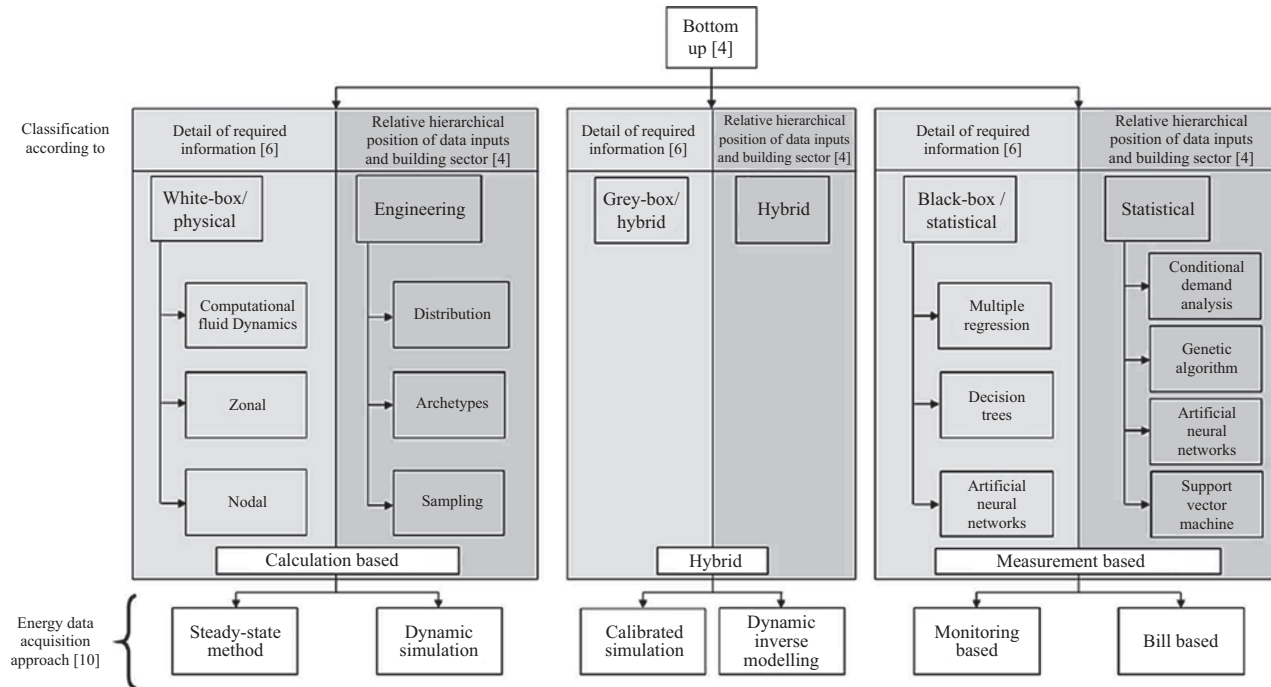 Bottom
up [4]
Classification
according to
Detail of required
information [6]
Relative hierarchical
position of data inputs
and building sector [4]
Detail of required
information [6]
Relative hierarchical
position of data inputs
and building sector [4]
Detail of required
information [6]
Relative hierarchical
position of data inputs
and building sector [4]
White-box/
physical
Engineering
Grey-box/
hybrid
Hybrid
Black-box /
statistical
Statistical
Computational
fluid Dynamics
Zonal
Nodal
Distribution
Archetypes
Sampling
Multiple
regression
Decision
trees
Artificial
neural
networks
Conditional
demand
analysis
Genetic
algorithm
Artificial
neural
networks
Support
vector
machine
Calculation based
Hybrid
Measurement based
Energy data
acquisition
approach [10]
Steady-state
method
Dynamic
simulation
Calibrated
simulation
Dynamic
inverse
modelling
Monitoring
based
Bill based